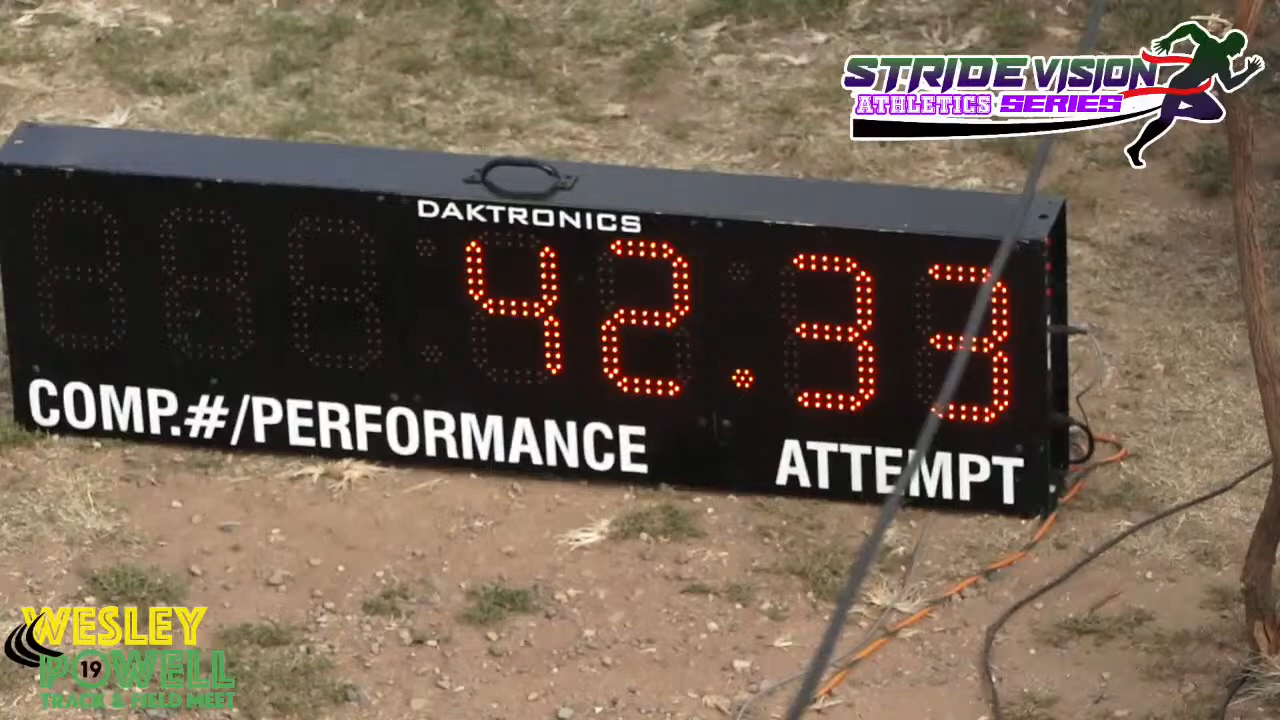 STRIDE VISION
ATHLETICS SERIES
DAKTRONICS
42.33
COMP.#/PERFORMANCE
ATTEMPT
WESLEY
POWELL
19
TRACK & FIELD MEET